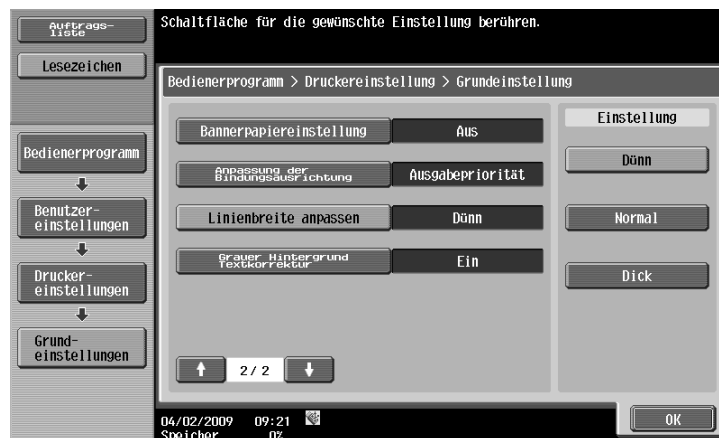 Auftrags-
liste
Lesezeichen
Schaltfläche für die gewünschte Einstellung berühren.
Bedienerprogramm > Druckereinstellung > Grundeinstellung
Bedienerprogramm
Benutzer-
einstellungen
Drucker-
einstellungen
Grund-
einstellungen
Bannerpapiereinstellung Aus
Anpassung der
Bindungsausrichtung Ausgabepriorität
Linienbreite anpassen Dünn
Grauer Hintergrund
Textkorrektur Ein
2/2
Einstellung
Dünn
Normal
Dick
04/02/2009 09:21
Speicher 0%
OK